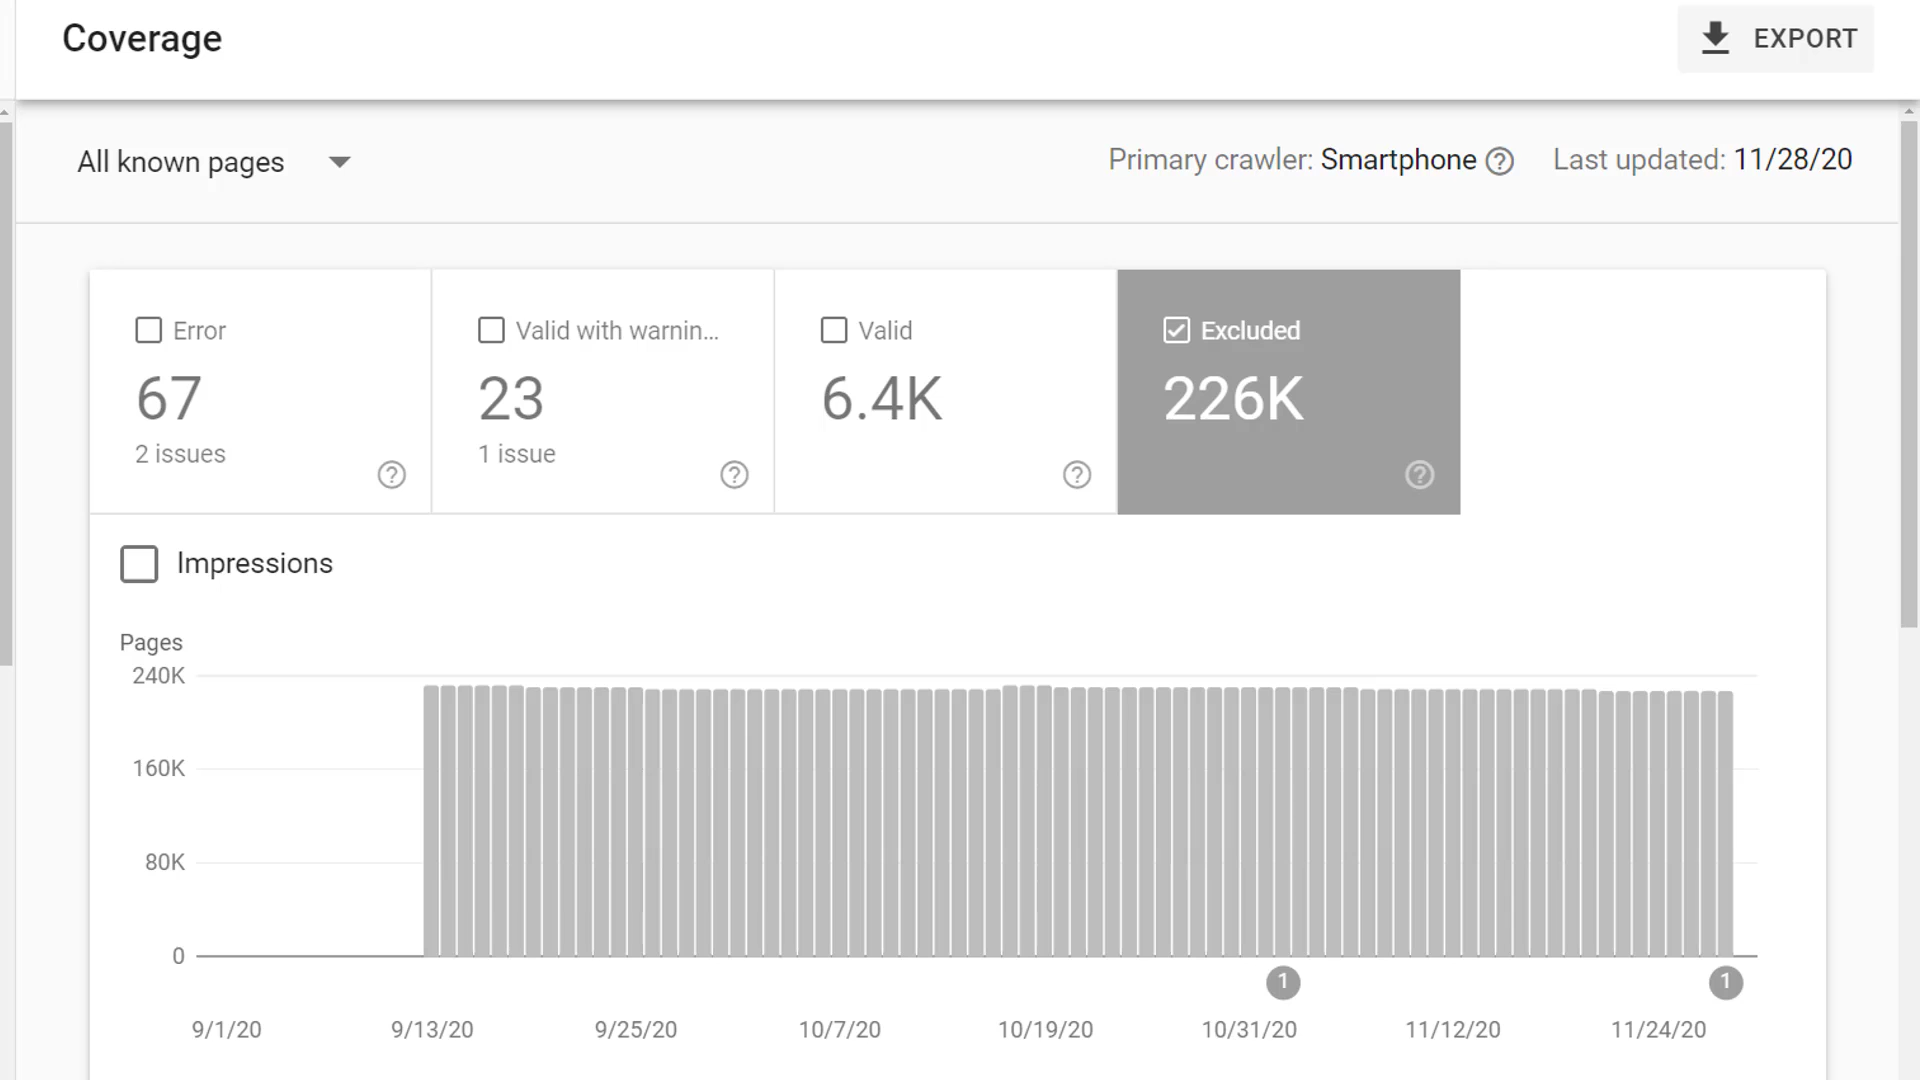 Coverage
EXPORT
All known pages
Primary crawler: Smartphone
Last updated: 11/28/20
Error
67
2 issues
Valid with warnin...
23
1 issue
Valid
6.4K
Excluded
226K
Impressions
Pages
240K
160K
80K
0
1
1
9/1/20
9/13/20
9/25/20
10/7/20
10/19/20
10/31/20
11/12/20
11/24/20